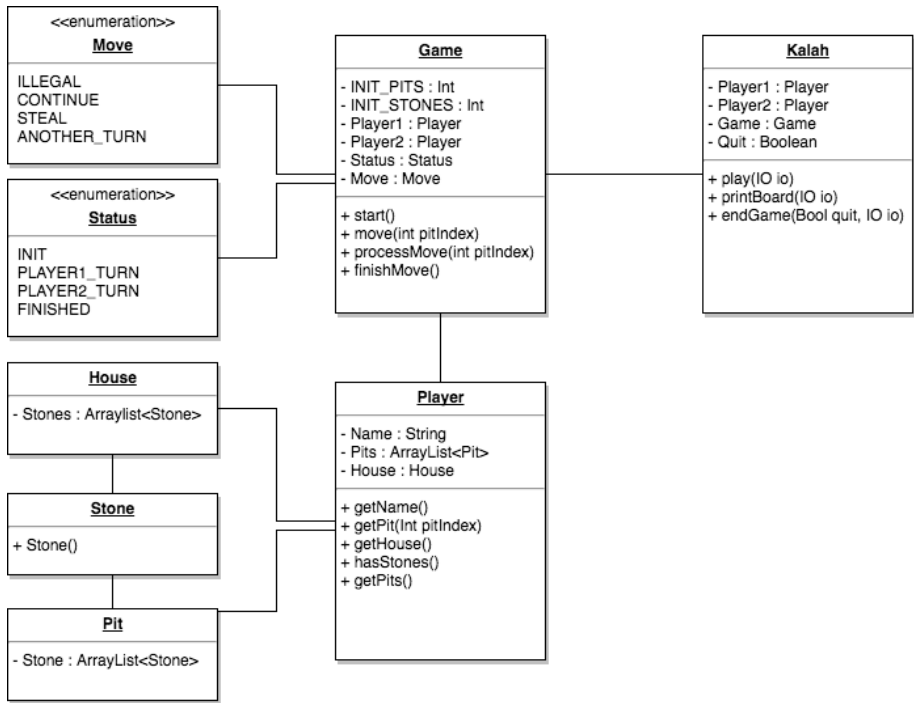 <<enumeration>>
Move
ILLEGAL
CONTINUE
STEAL
ANOTHER_TURN
<<enumeration>>
Status
INIT
PLAYER1_TURN
PLAYER2_TURN
FINISHED
House
- Stones : Arraylist<Stone>
Stone
+ Stone()
Pit
- Stone : ArrayList<Stone>
Game
- INIT_PITS : Int
- INIT_STONES : Int
- Player1 : Player
- Player2 : Player
- Status : Status
- Move : Move
+ start()
+ move(int pitIndex)
+ processMove(int pitIndex)
+ finishMove()
Player
- Name : String
- Pits : ArrayList<Pit>
- House : House
+ getName()
+ getPit(Int pitIndex)
+ getHouse()
+ hasStones()
+ getPits()
Kalah
- Player1 : Player
- Player2 : Player
- Game : Game
- Quit : Boolean
+ play(IO io)
+ printBoard(IO io)
+ endGame(Bool quit, IO io)